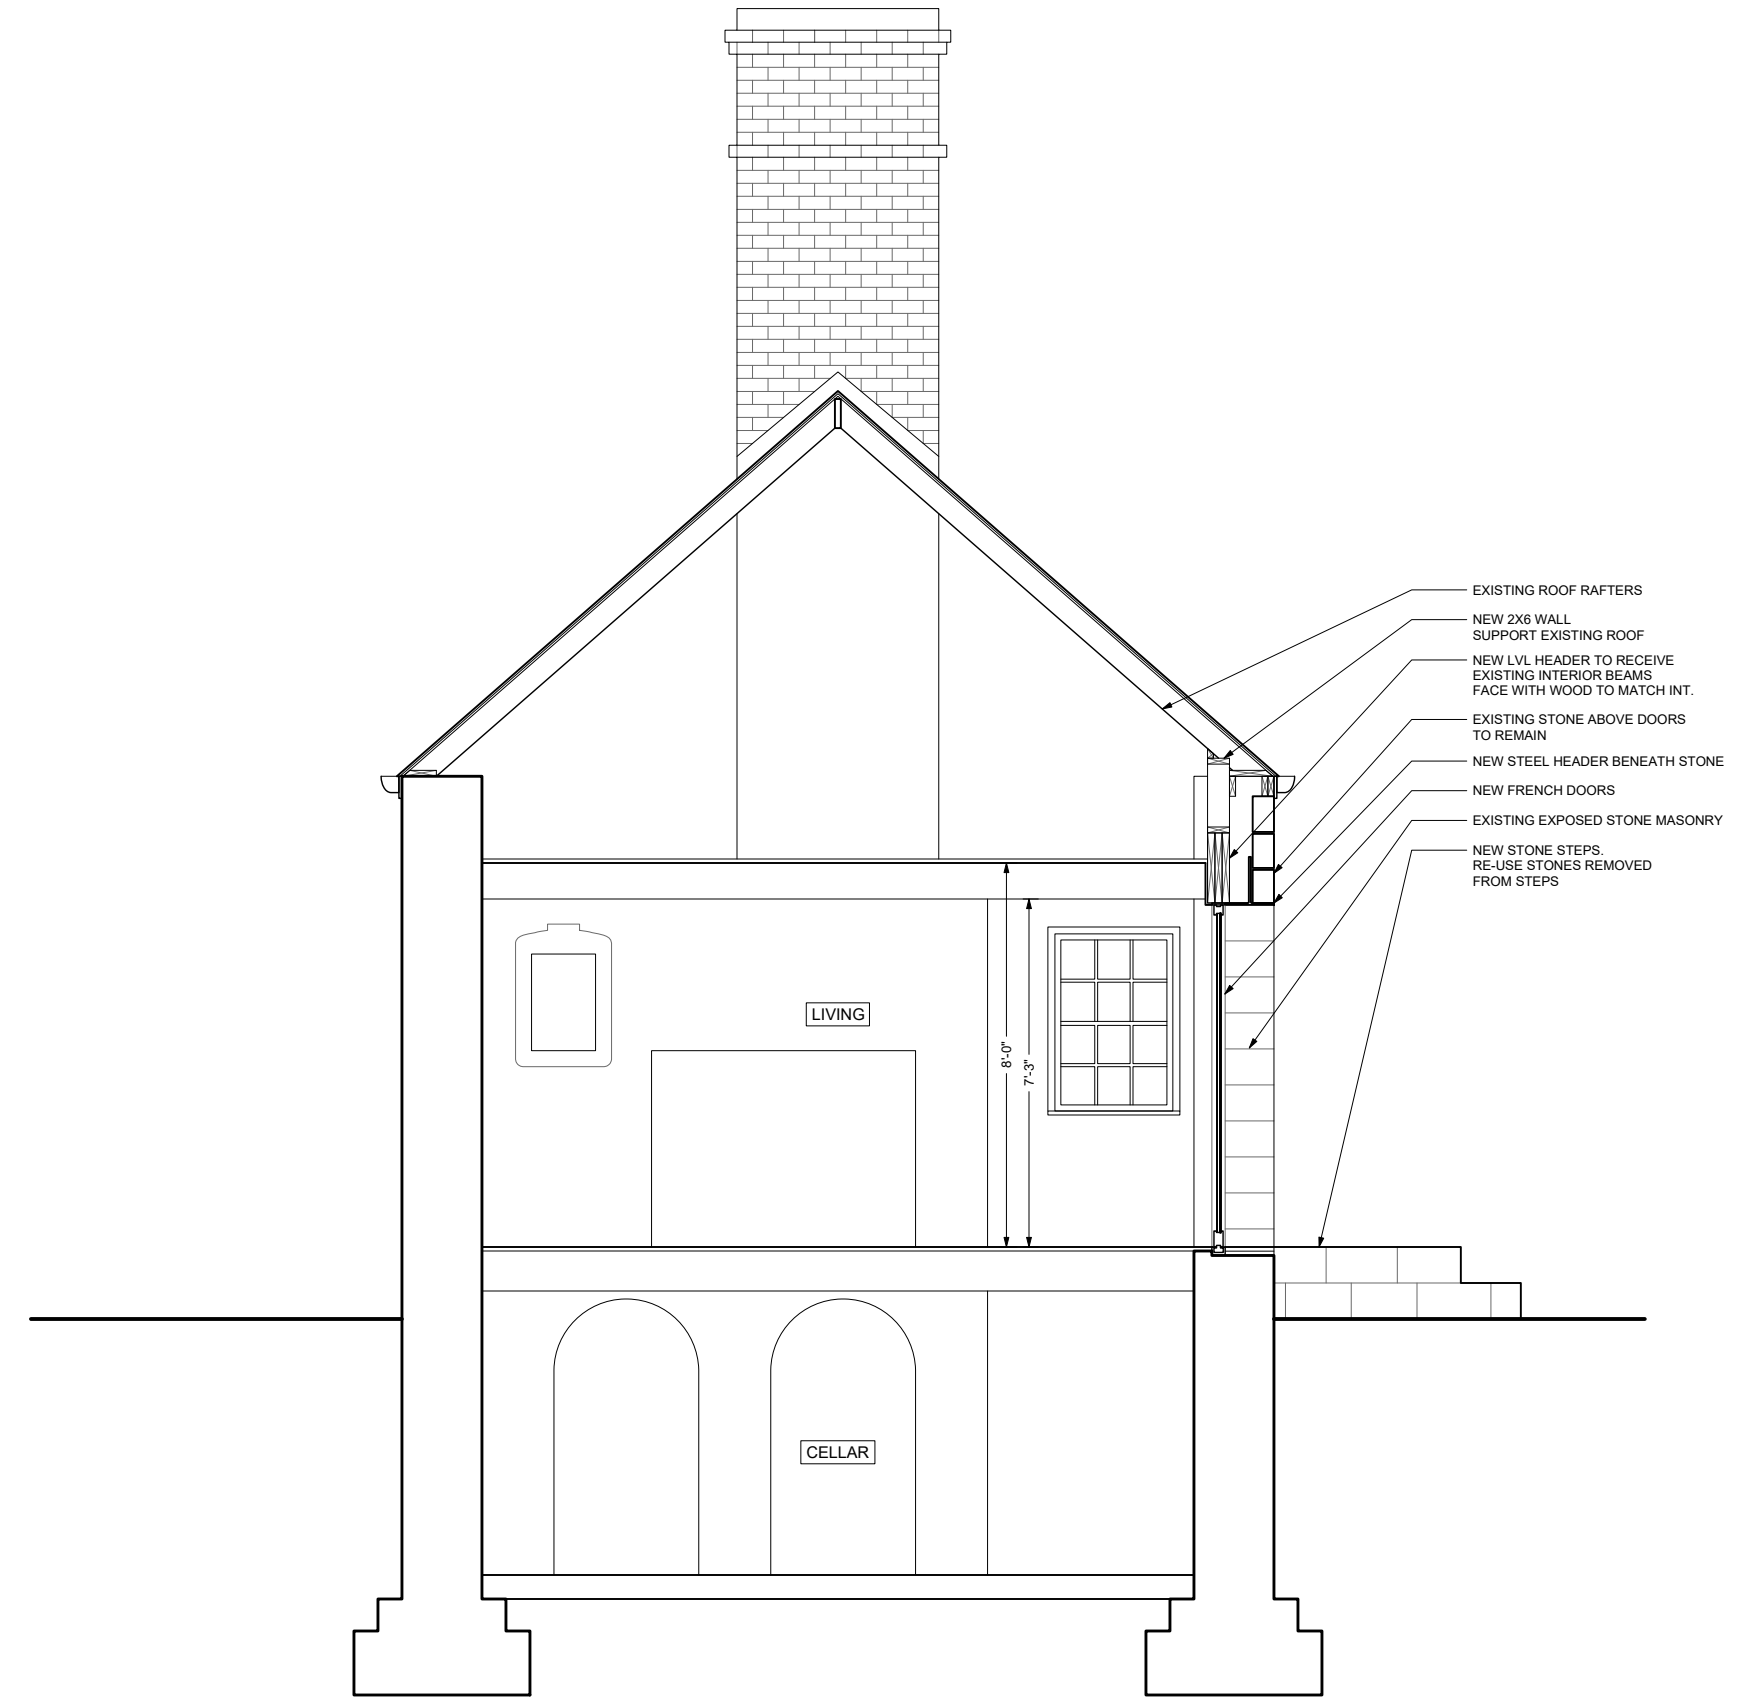 EXISTING ROOF RAFTERS
NEW 2X6 WALL
SUPPORT EXISTING ROOF
NEW LVL HEADER TO RECEIVE
EXISTING INTERIOR BEAMS
FACE WITH WOOD TO MATCH INT.
EXISTING STONE ABOVE DOORS
TO REMAIN
NEW STEEL HEADER BENEATH STONE
NEW FRENCH DOORS
EXISTING EXPOSED STONE MASONRY
NEW STONE STEPS.
RE-USE STONES REMOVED
FROM STEPS
LIVING
8'-0"
7'-3"
CELLAR